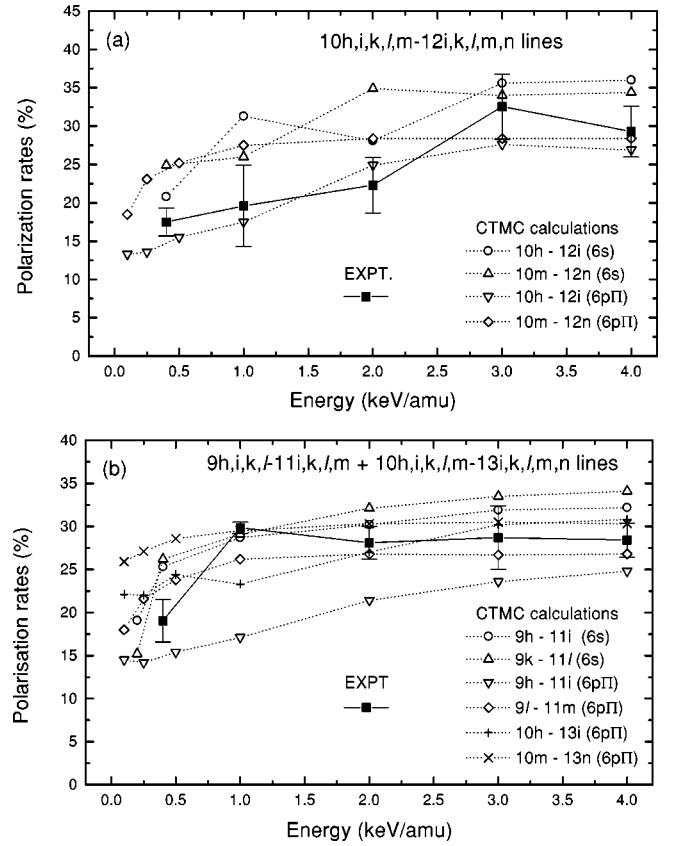 (a)
10h,i,k,l,m-12i,k,l,m,n lines
40
35
30
25
20
15
10
5
0
Polarization rates (%)
CTMC calculations
10h - 12i (6s)
10m - 12n (6s)
10h - 12i (6pΠ)
10m - 12n (6pΠ)
EXPT.
0.0 0.5 1.0 1.5 2.0 2.5 3.0 3.5 4.0
Energy (keV/amu)
(b)
9h,i,k,l-11i,k,l,m + 10h,i,k,l,m-13i,k,l,m,n lines
40
35
30
25
20
15
10
5
0
Polarisation rates (%)
CTMC calculations
9h - 11i (6s)
9k - 11l (6s)
9h - 11i (6pΠ)
9l - 11m (6pΠ)
10h - 13i (6pΠ)
10m - 13n (6pΠ)
EXPT
0.0 0.5 1.0 1.5 2.0 2.5 3.0 3.5 4.0
Energy (keV/amu)